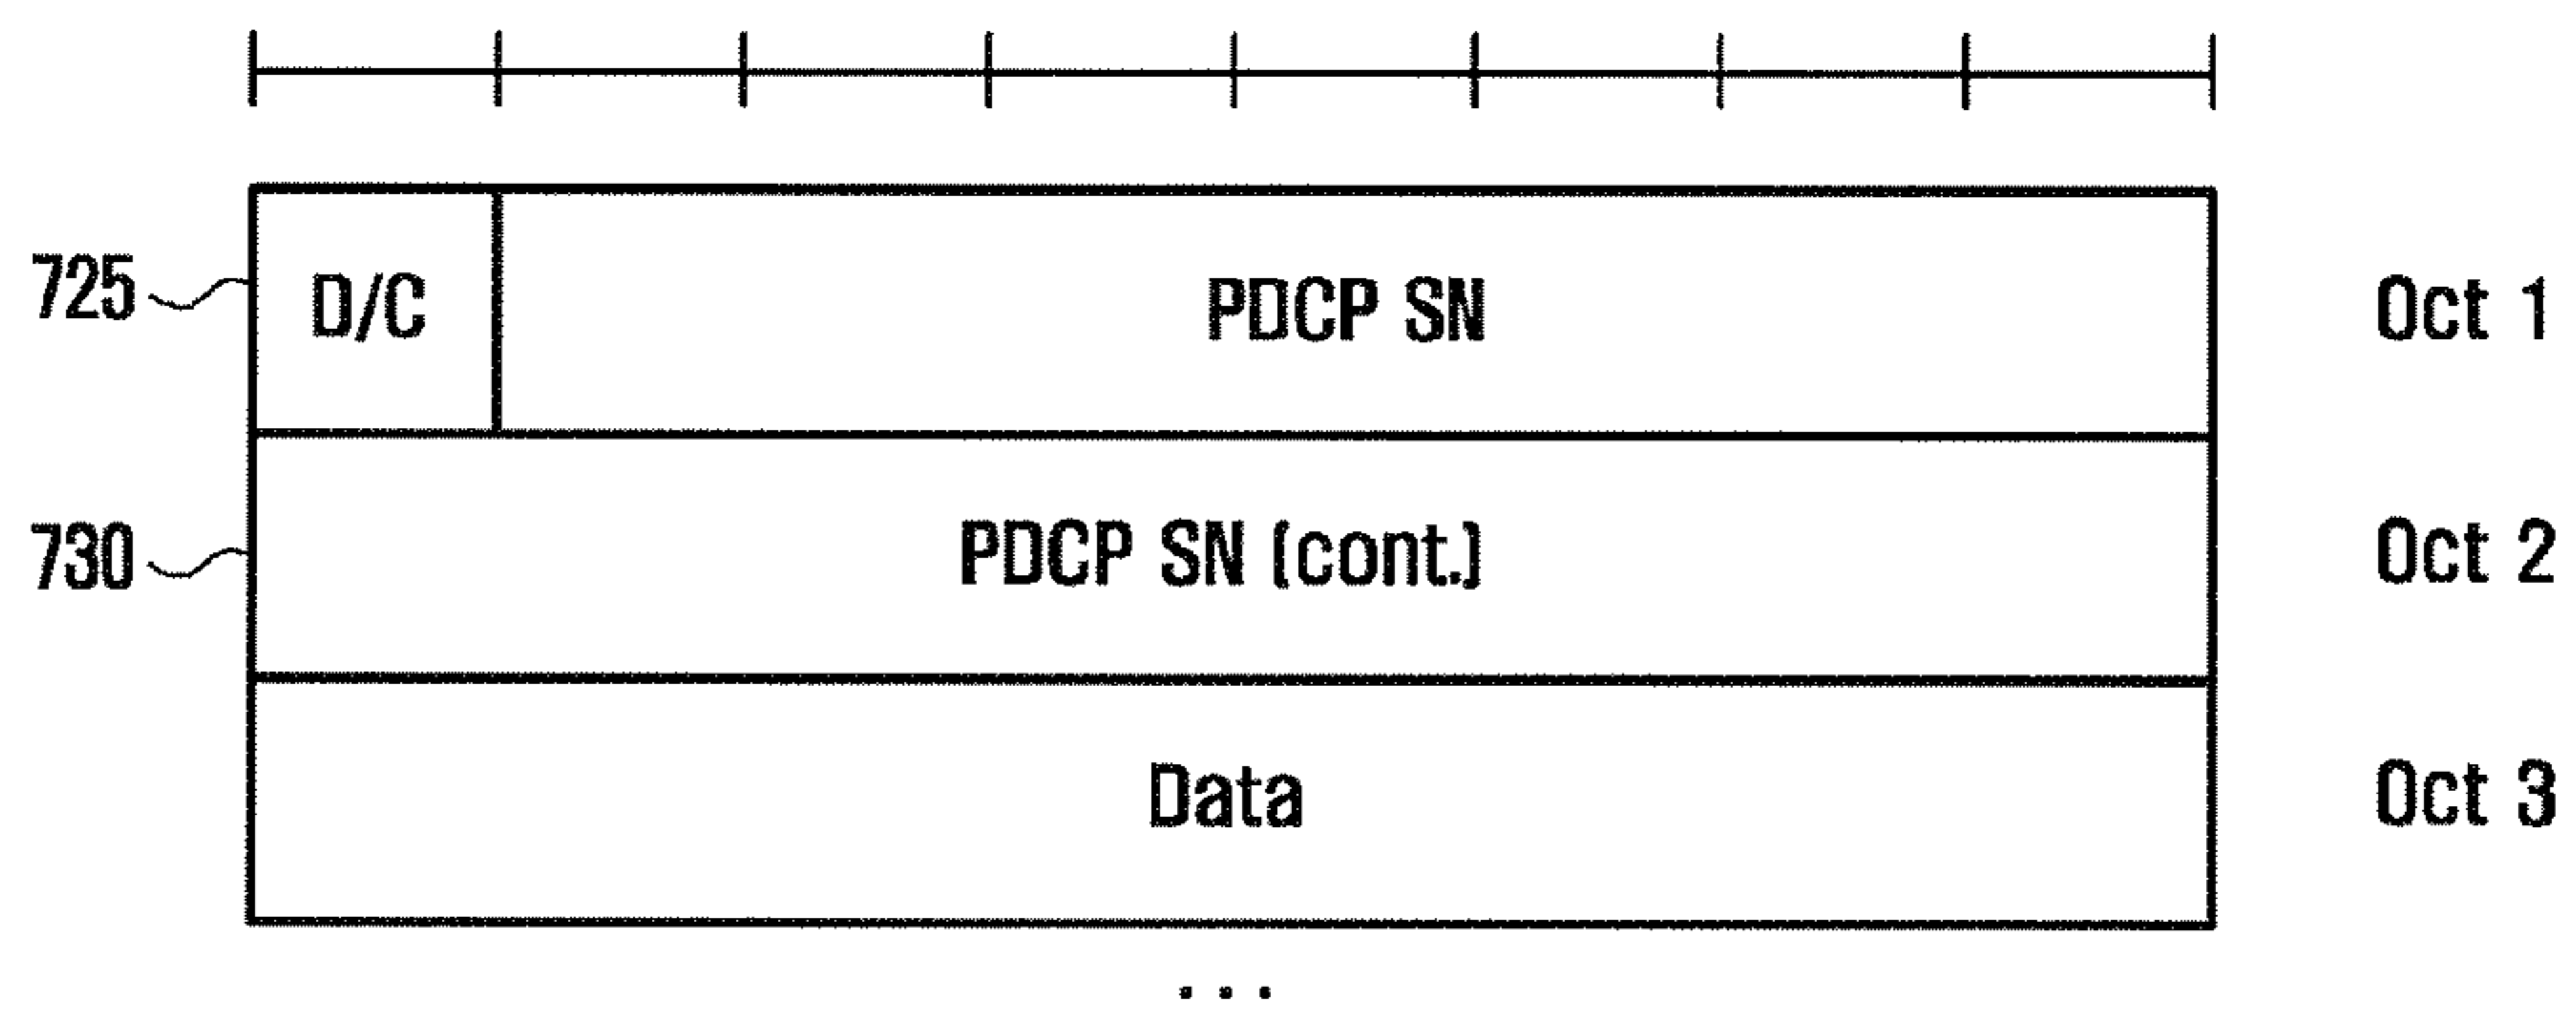 725 D/C PDCP SN Oct 1
730 PDCP SN (cont.) Oct 2
Data Oct 3
...